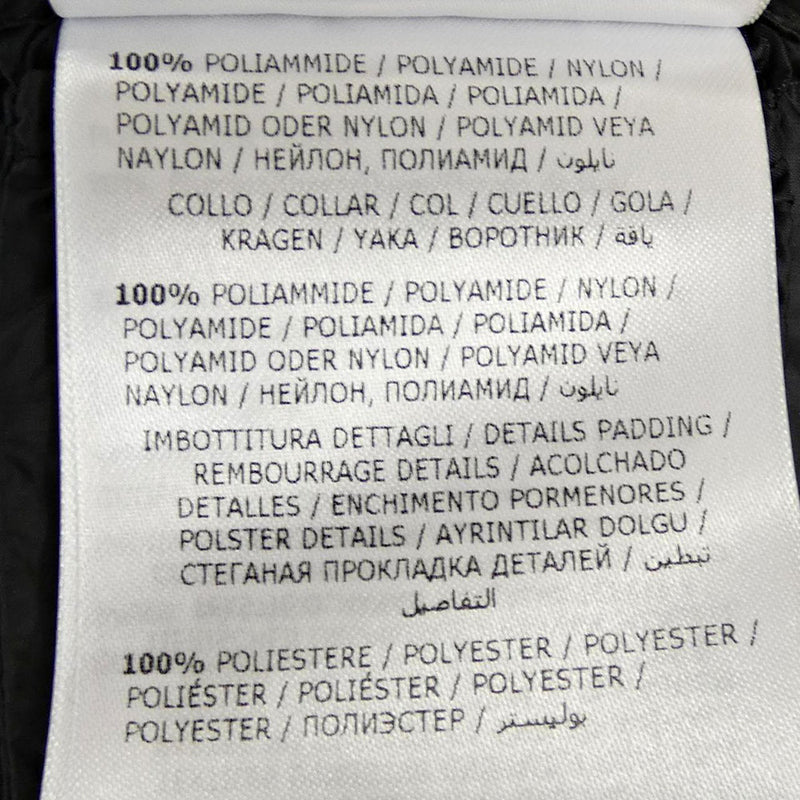 100% POLIAMMIDE / POLYAMIDE / NYLON /
POLYAMIDE / POLIAMIDA / POLIAMIDA /
POLYAMID ODER NYLON / POLYAMID VEYA
NAYLON / НЕЙЛОН, ПОЛИАМИД / نايلون
COLLO / COLLAR / COL / CUELLO / GOLA /
KRAGEN / YAKA / ВОРОТНИК / ياقة
100% POLIAMMIDE / POLYAMIDE / NYLON /
POLYAMIDE / POLIAMIDA / POLIAMIDA /
POLYAMID ODER NYLON / POLYAMID VEYA
NAYLON / НЕЙЛОН, ПОЛИАМИД / نايلون
IMBOTTITURA DETTAGLI / DETAILS PADDING /
REMBOURRAGE DETAILS / ACOLCHADO
DETALLES / ENCHIMENTO PORMENORES /
POLSTER DETAILS / AYRINTILAR DOLGU /
СТЕГАНАЯ ПРОКЛАДКА ДЕТАЛЕЙ / تبطين
التفاصيل
100% POLIESTERE / POLYESTER / POLYESTER /
POLIÉSTER / POLIÉSTER / POLYESTER /
POLYESTER / ПОЛИЭСТЕР / بوليستر